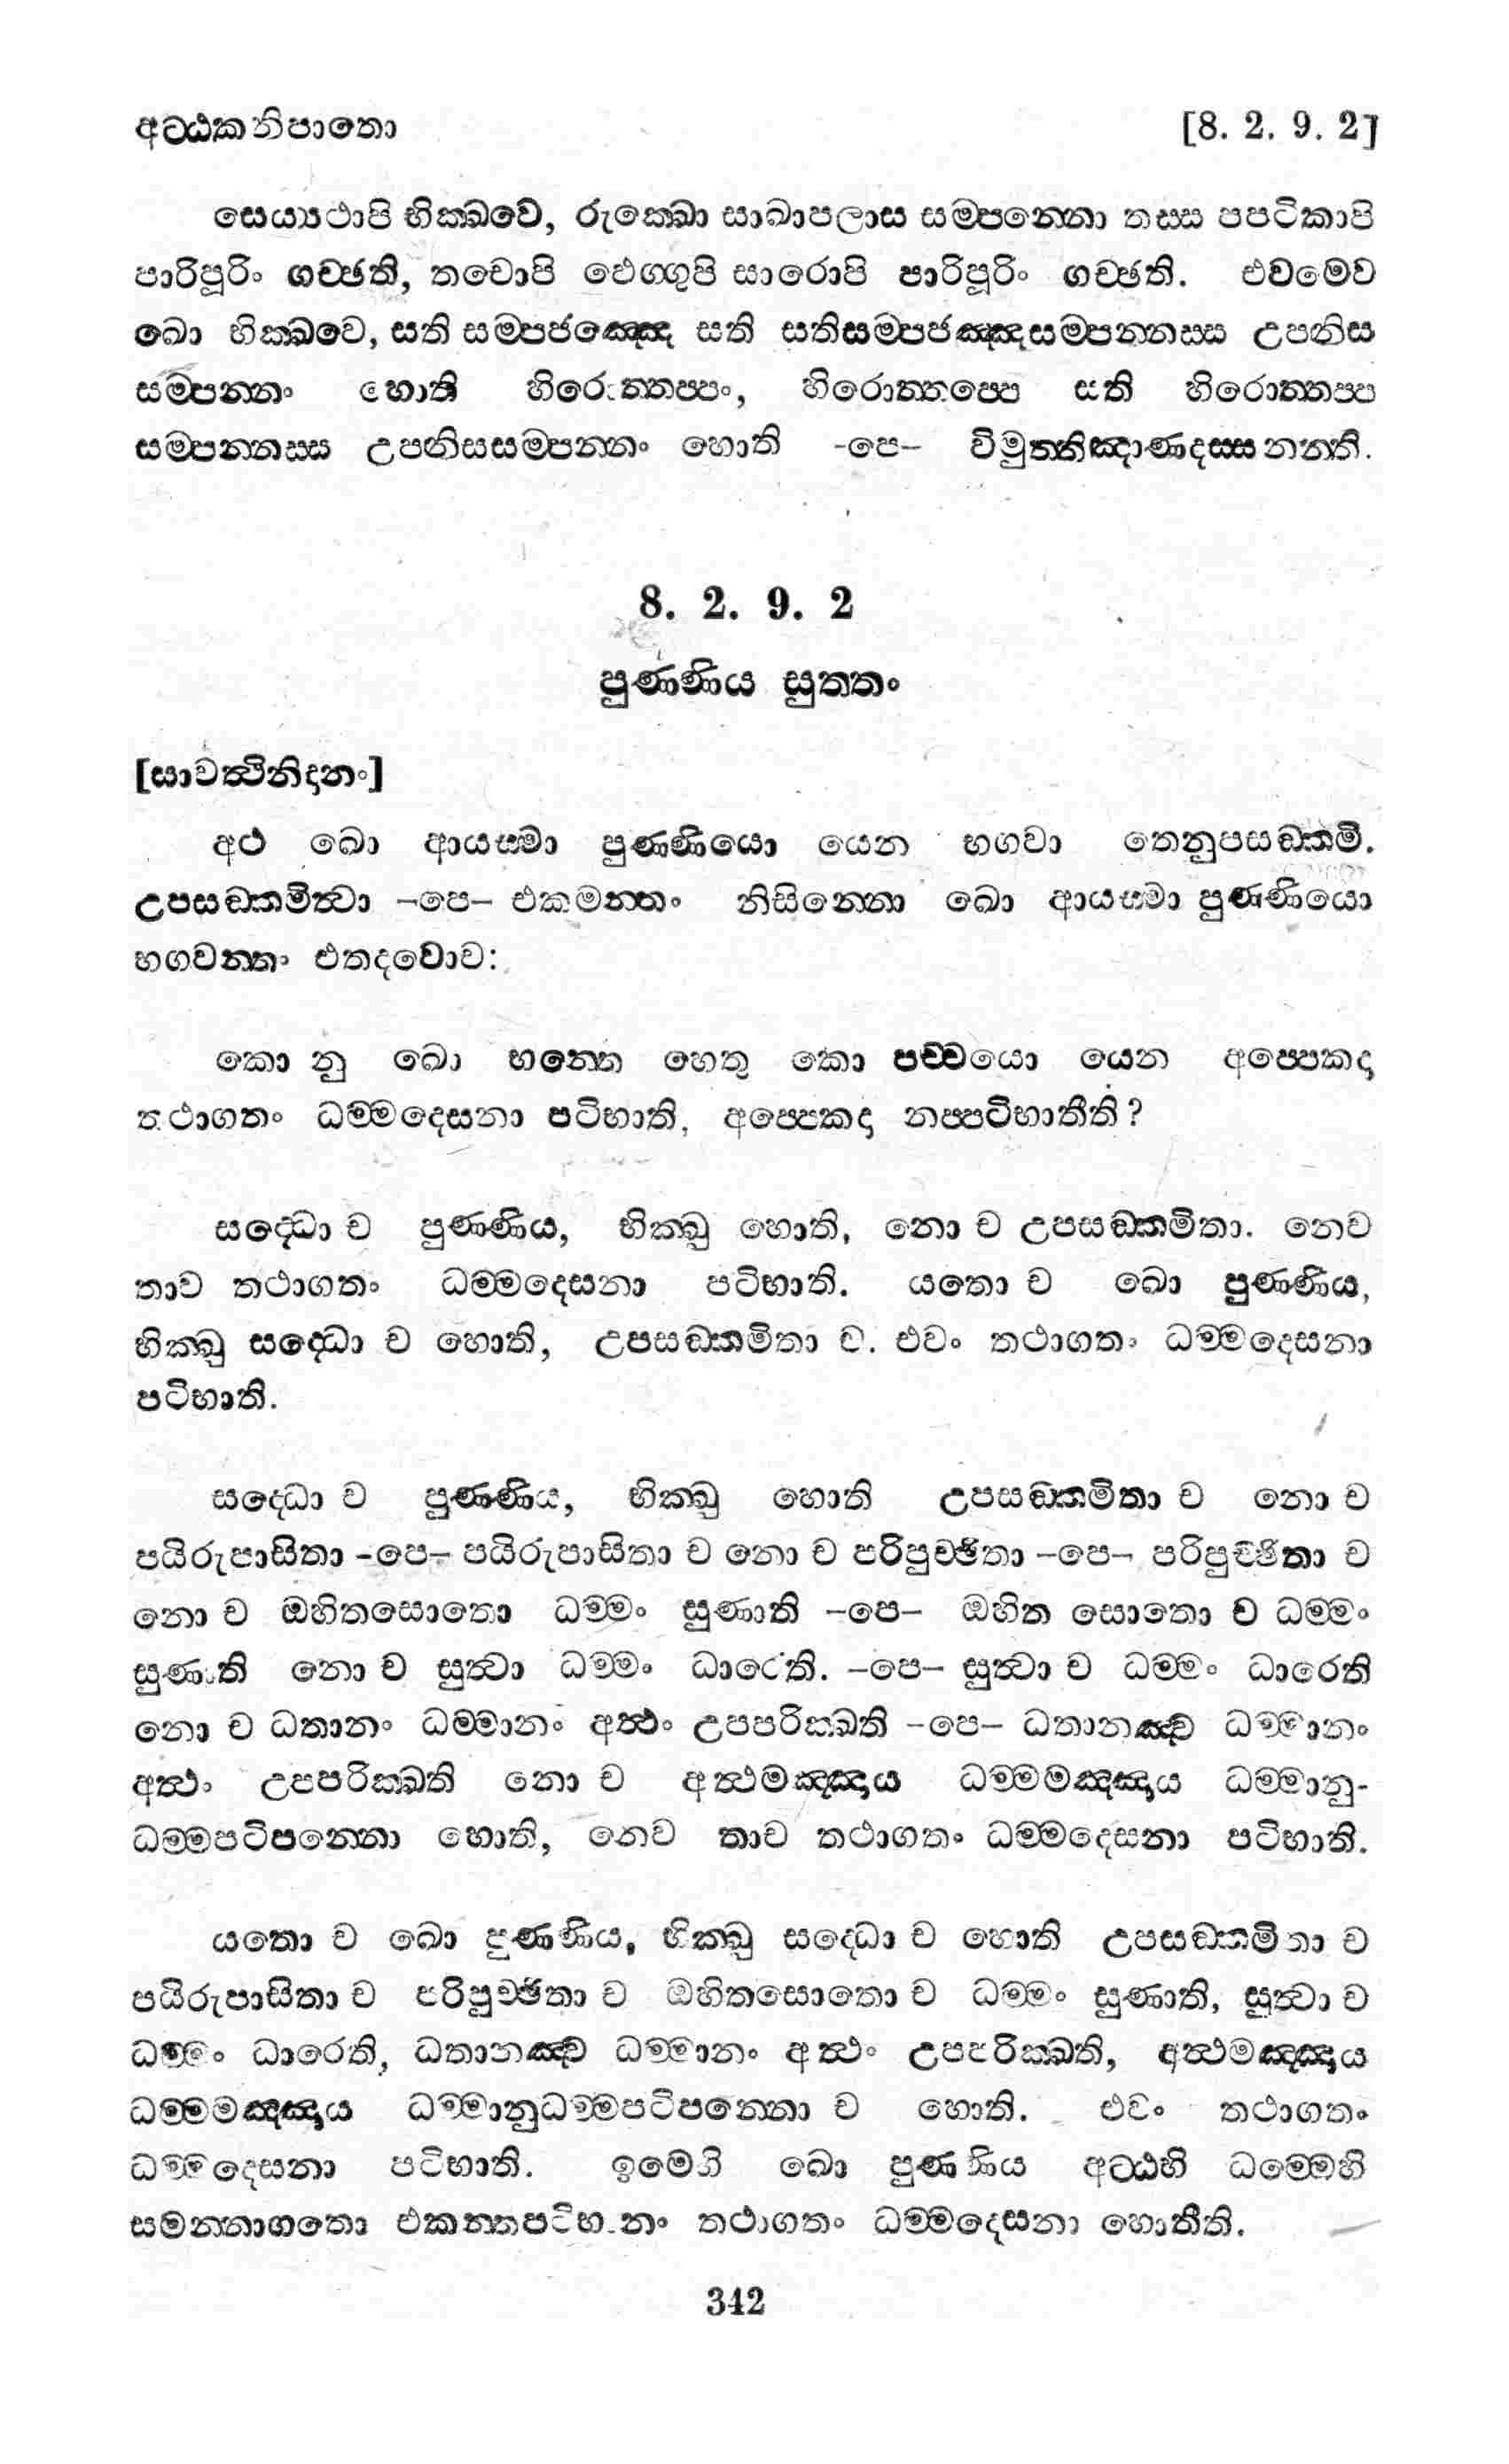 අට්ඨකනිපාතො [8. 2. 9. 2]
සෙය්‍යථාපි භික්ඛවෙ, රුක්ඛො සාඛාපලාස සම්පන්නො තස්ස පපටිකාපි
පාරිපූරිං ගච්ඡති, තචොපි ඵෙග්ගුපි සාරොපි පාරිපූරිං ගච්ඡති. එවමෙව
ඛො භික්ඛවෙ, සති සම්පජඤ්ඤෙ සති සතිසම්පජඤ්ඤසම්පන්නස්ස උපනිස
සම්පන්නං හොති හිරොත්තප්පං, හිරොත්තප්පෙ සති හිරොත්තප්ප
සම්පන්නස්ස උපනිසසම්පන්නං හොති -පෙ- විමුත්තිඤාණදස්ස නන්ති.
8. 2. 9. 2
පුණ්ණිය සුත්තං
[සාවත්ථිනිදානං]
අථ ඛො ආයස්මා පුණ්ණියො යෙන භගවා තෙනුපසඞ්කමි.
උපසඞ්කමිත්වා -පෙ- එකමන්තං නිසින්නො ඛො ආයස්මා පුණ්ණියො
භගවන්තං එතදවොච:
කො නු ඛො භන්තෙ හෙතු කො පච්චයො යෙන අප්පෙකදා
තථාගතං ධම්මදෙසනා පටිභාති, අප්පෙකදා නප්පටිභාතීති?
සද්ධො ච පුණ්ණිය, භික්ඛු හොති, නො ච උපසඞ්කමිතා. නෙව
තාව තථාගතං ධම්මදෙසනා පටිභාති. යතො ච ඛො පුණ්ණිය,
භික්ඛු සද්ධො ච හොති, උපසඞ්කමිතා ච. එවං තථාගතං ධම්මදෙසනා
පටිභාති.
සද්ධො ච පුණ්ණිය, භික්ඛු හොති උපසඞ්කමිතා ච නො ච
පයිරුපාසිතා -පෙ- පයිරුපාසිතා ච නො ච පරිපුච්ඡිතා -පෙ- පරිපුච්ඡිතා ච
නො ච ඔහිතසොතො ධම්මං සුණාති -පෙ- ඔහිත සොතො ච ධම්මං
සුණාති නො ච සුත්වා ධම්මං ධාරෙති. -පෙ- සුත්වා ච ධම්මං ධාරෙති
නො ච ධතානං ධම්මානං අත්ථං උපපරික්ඛති -පෙ- ධතානඤ්ච ධම්මානං
අත්ථං උපපරික්ඛති නො ච අත්ථමඤ්ඤාය ධම්මමඤ්ඤාය ධම්මානු-
ධම්මපටිපන්නො හොති, නෙව තාව තථාගතං ධම්මදෙසනා පටිභාති.
යතො ච ඛො පුණ්ණිය, භික්ඛු සද්ධො ච හොති උපසඞ්කමිතා ච
පයිරුපාසිතා ච පරිපුච්ඡිතා ච ඔහිතසොතො ච ධම්මං සුණාති, සුත්වා ච
ධම්මං ධාරෙති, ධතානඤ්ච ධම්මානං අත්ථං උපපරික්ඛති, අත්ථමඤ්ඤාය
ධම්මමඤ්ඤාය ධම්මානුධම්මපටිපන්නො ච හොති. එවං තථාගතං
ධම්මදෙසනා පටිභාති. ඉමෙහි ඛො පුණ්ණිය අට්ඨහි ධම්මෙහි
සමන්නාගතො එකන්තපටිභානං තථාගතං ධම්මදෙසනා හොතීති.
342